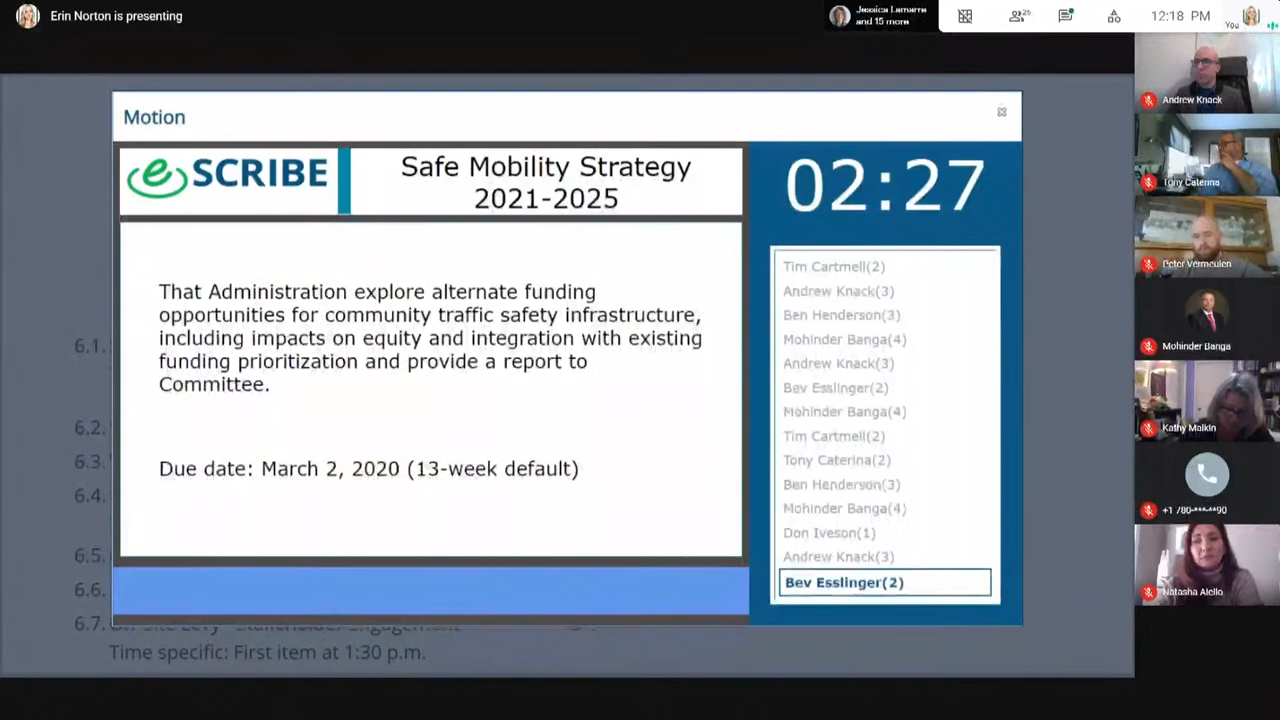 Erin Norton is presenting
Jessica Lamarre
and 15 more
25
12:18 PM
You
Motion
eSCRIBE
Safe Mobility Strategy
2021-2025
02:27
That Administration explore alternate funding
opportunities for community traffic safety infrastructure,
including impacts on equity and integration with existing
funding prioritization and provide a report to
Committee.
Due date: March 2, 2020 (13-week default)
Tim Cartmell(2)
Andrew Knack(3)
Ben Henderson(3)
Mohinder Banga(4)
Andrew Knack(3)
Bev Esslinger(2)
Mohinder Banga(4)
Tim Cartmell(2)
Tony Caterina(2)
Ben Henderson(3)
Mohinder Banga(4)
Don Iveson(1)
Andrew Knack(3)
Bev Esslinger(2)
6.1.
6.2.
6.3.
6.4.
6.5.
6.6.
6.7.
Time specific: First item at 1:30 p.m.
Andrew Knack
Tony Caterina
Peter Vermeulen
Mohinder Banga
Kathy Malkin
+1 780-***-**90
Natasha Aiello